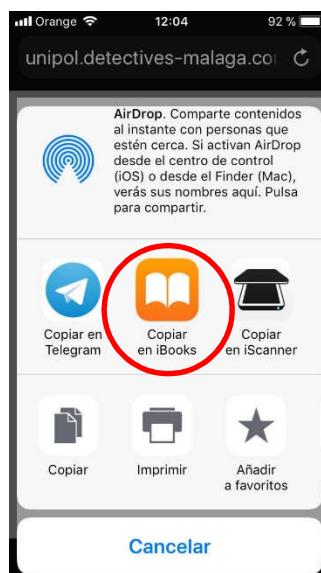 Orange 12:04 92 %
unipol.detectives-malaga.co
AirDrop. Comparte contenidos
al instante con personas que
estén cerca. Si activan AirDrop
desde el centro de control
(iOS) o desde el Finder (Mac),
verás sus nombres aquí. Pulsa
para compartir.
Copiar en
Telegram
Copiar
en iBooks
Copiar
en iScanner
Copiar
Imprimir
Añadir
a favoritos
Cancelar